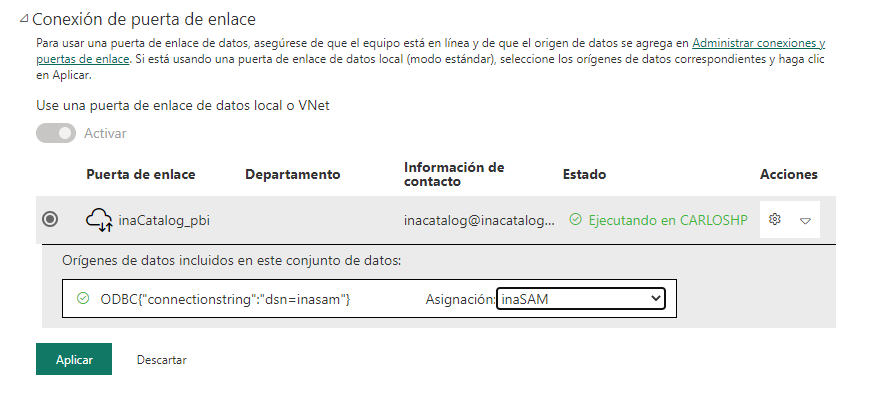 Conexión de puerta de enlace
Para usar una puerta de enlace de datos, asegúrese de que el equipo está en línea y de que el origen de datos se agrega en Administrar conexiones y
puertas de enlace. Si está usando una puerta de enlace de datos local (modo estándar), seleccione los orígenes de datos correspondientes y haga clic
en Aplicar.
Use una puerta de enlace de datos local o VNet
Activar
Puerta de enlace Departamento Información de contacto Estado Acciones
inaCatalog_pbi inacatalog@inacatalog... Ejecutando en CARLOSHP
Orígenes de datos incluidos en este conjunto de datos:
ODBC{"connectionstring":"dsn=inasam"} Asignación: inaSAM
Aplicar Descartar